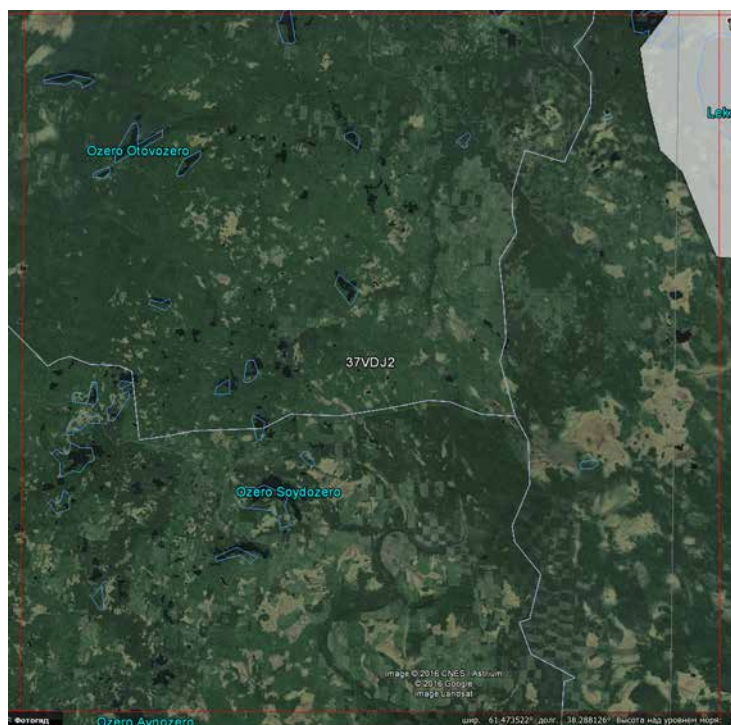 Lek
Ozero Otovozero
37VDJ2
Ozero Soydozero
Image © 2016 CNES / Astrium
© 2016 Google
Image Landsat
Ozero Aynozero
Фотогид
шир. 61.473522° долг. 38.288126° Высота над уровнем моря: